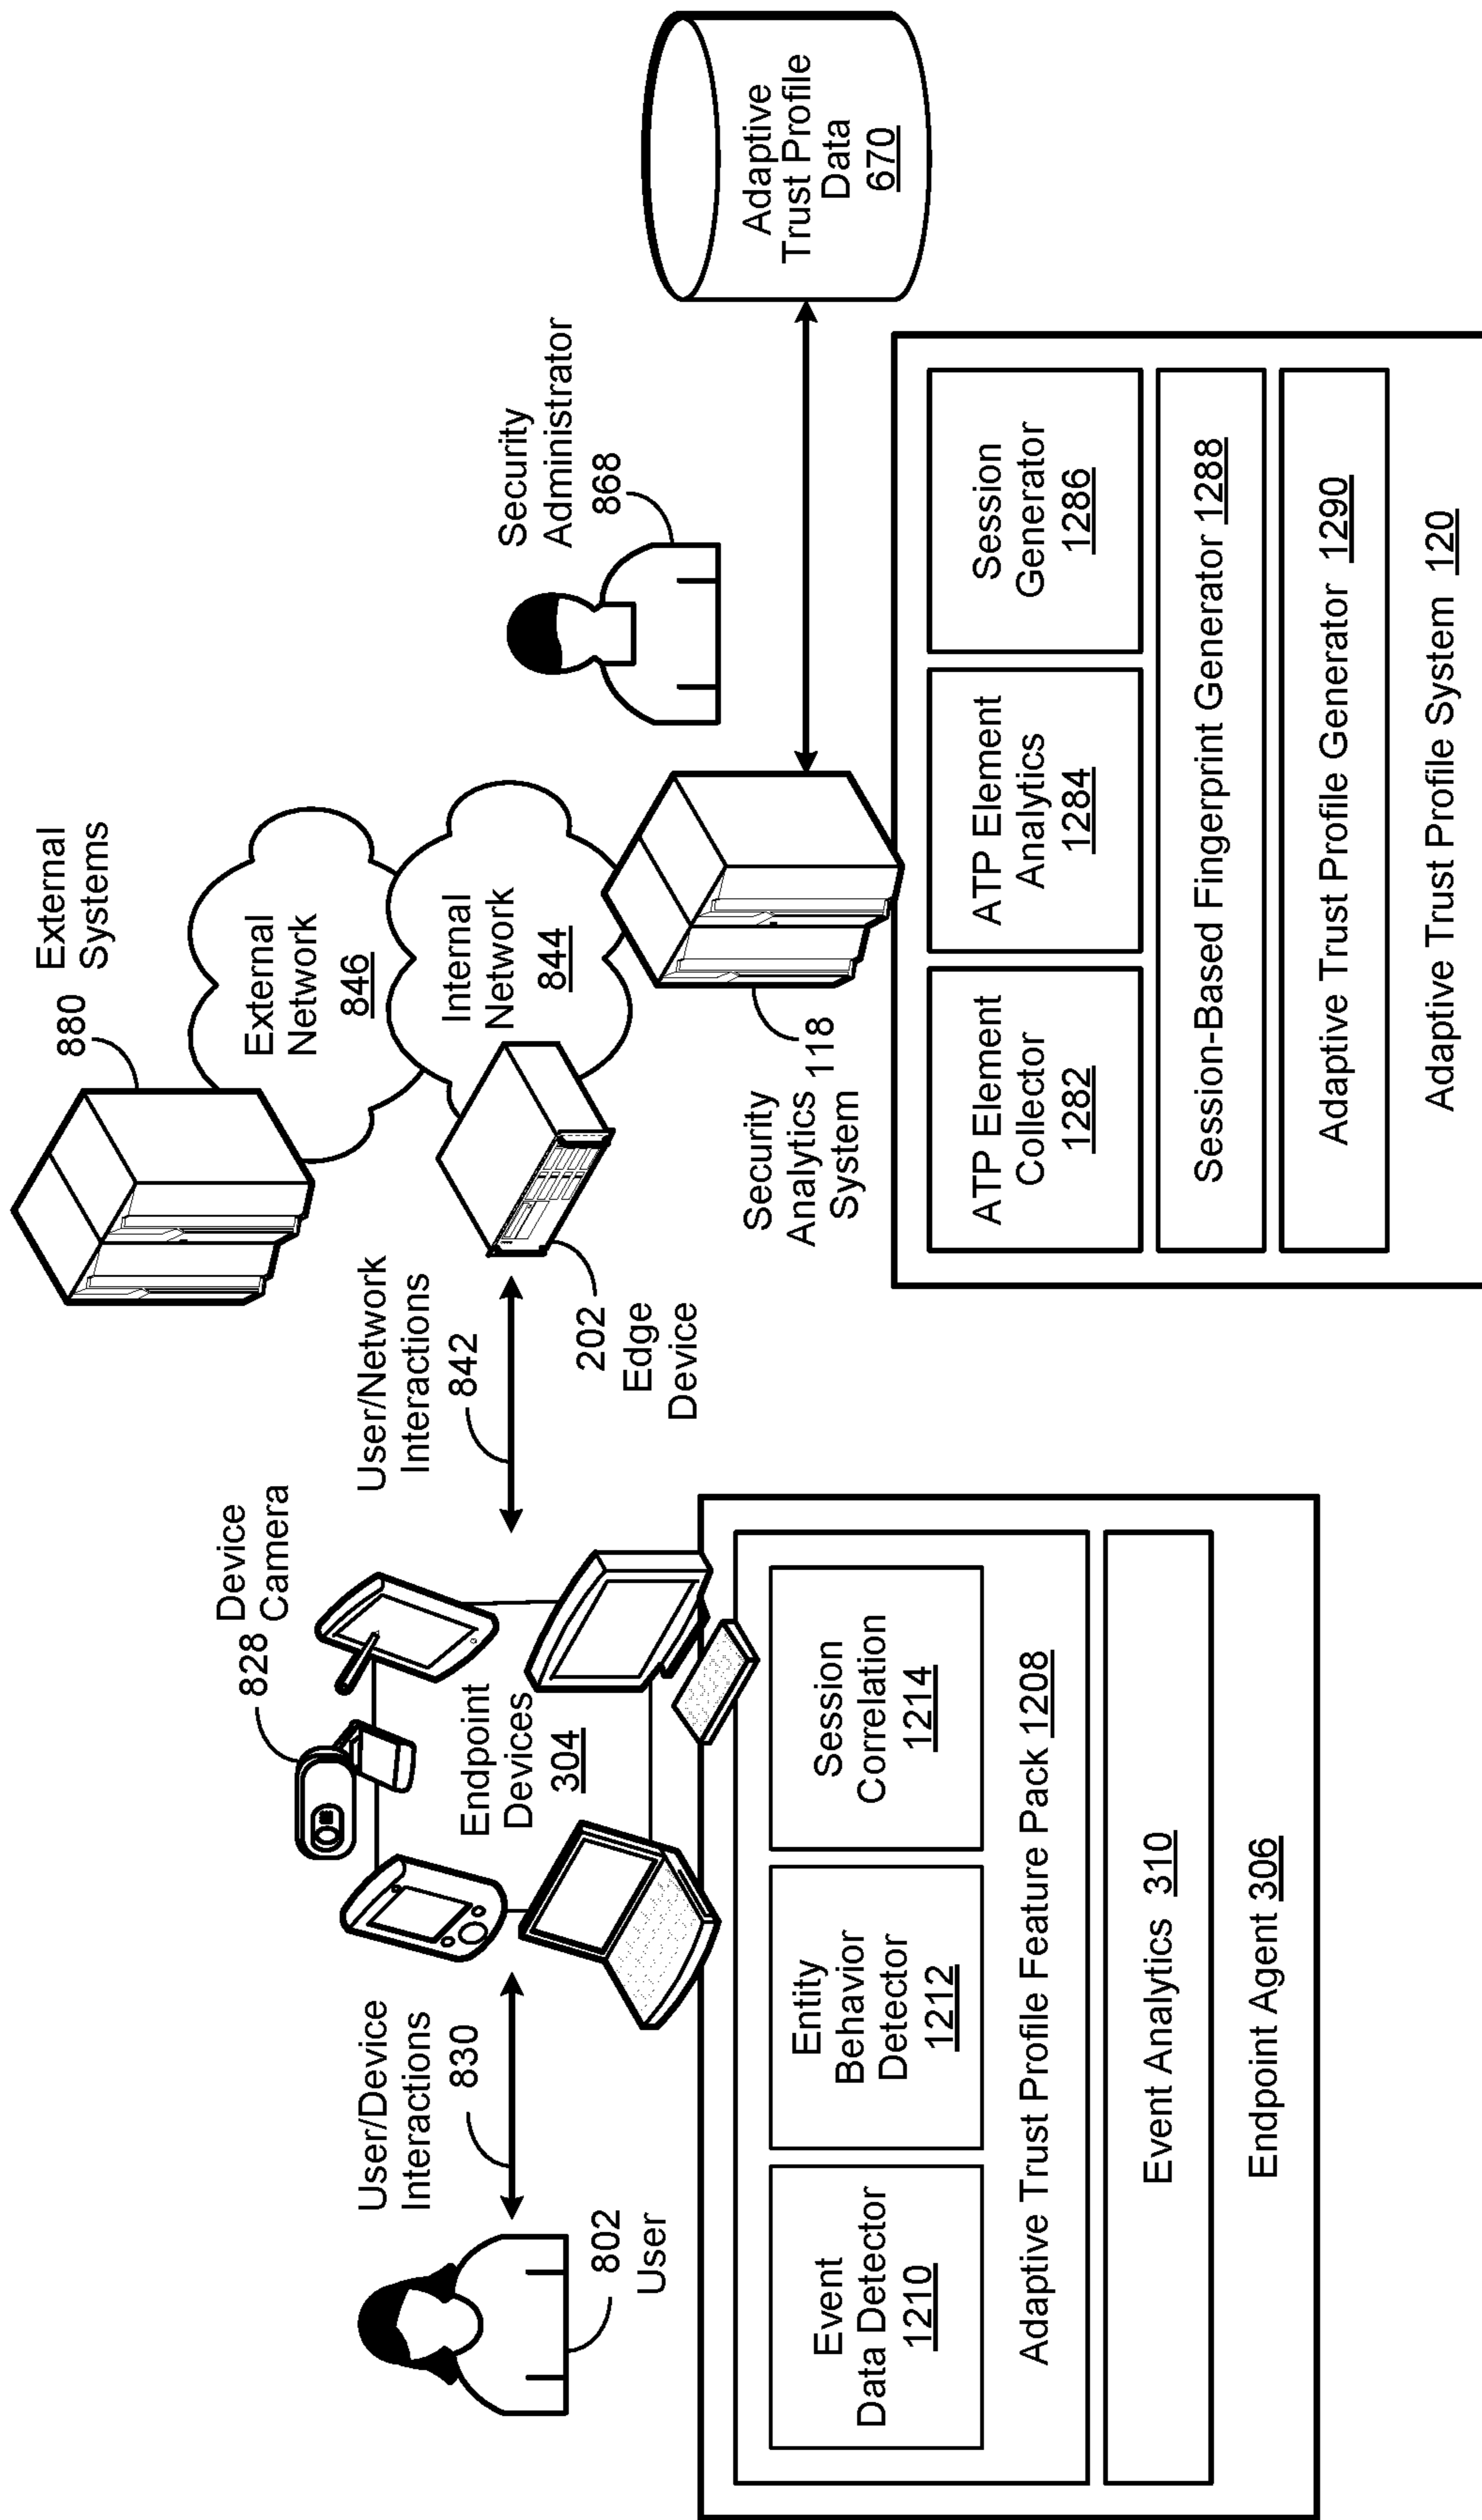 External
Systems
880
External
Network
846
Internal
Network
844
Security
Administrator
868
Adaptive
Trust Profile
Data
670
Device
Camera
828
User/Device
Interactions
830
User/Network
Interactions
842
Endpoint
Devices
304
802
User
202
Edge
Device
Security
Analytics 118
System
Event
Data Detector
1210
Entity
Behavior
Detector
1212
Session
Correlation
1214
Adaptive Trust Profile Feature Pack 1208
Event Analytics 310
Endpoint Agent 306
ATP Element
Collector
1282
ATP Element
Analytics
1284
Session
Generator
1286
Session-Based Fingerprint Generator 1288
Adaptive Trust Profile Generator 1290
Adaptive Trust Profile System 120